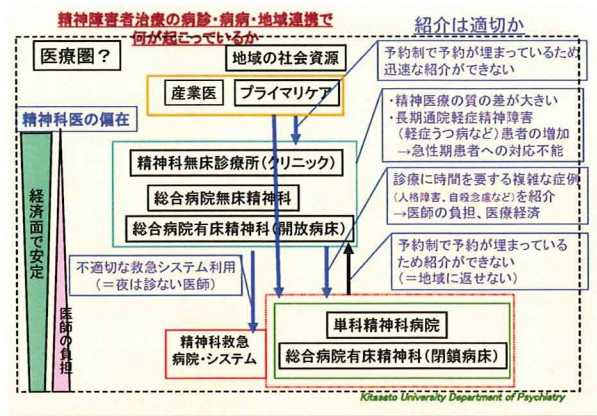 精神障害者治療の病診・病病・地域連携で
何が起こっているか
紹介は適切か
医療圏？
地域の社会資源
産業医
プライマリケア
予約制で予約が埋まっているため
迅速な紹介ができない
精神科医の偏在
・精神医療の質の差が大きい
・長期通院軽症精神障害
（軽症うつ病など）患者の増加
→急性期患者への対応不能
精神科無床診療所（クリニック）
総合病院無床精神科
総合病院有床精神科（開放病床）
診療に時間を要する複雑な症例
（人格障害、自殺念慮など）を紹介
→医師の負担、医療経済
経済面で安定
医師の負担
不適切な救急システム利用
（＝夜は診ない医師）
予約制で予約が埋まっている
ため紹介ができない
（＝地域に返せない）
精神科救急
病院・システム
単科精神科病院
総合病院有床精神科（閉鎖病床）
Kitasato University Department of Psychiatry